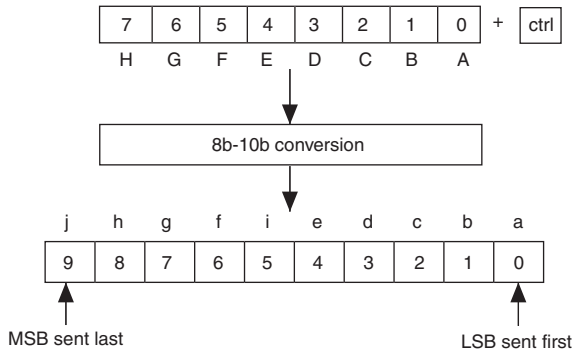 7 6 5 4 3 2 1 0 + ctrl
H G F E D C B A
8b-10b conversion
j h g f i e d c b a
9 8 7 6 5 4 3 2 1 0
MSB sent last LSB sent first